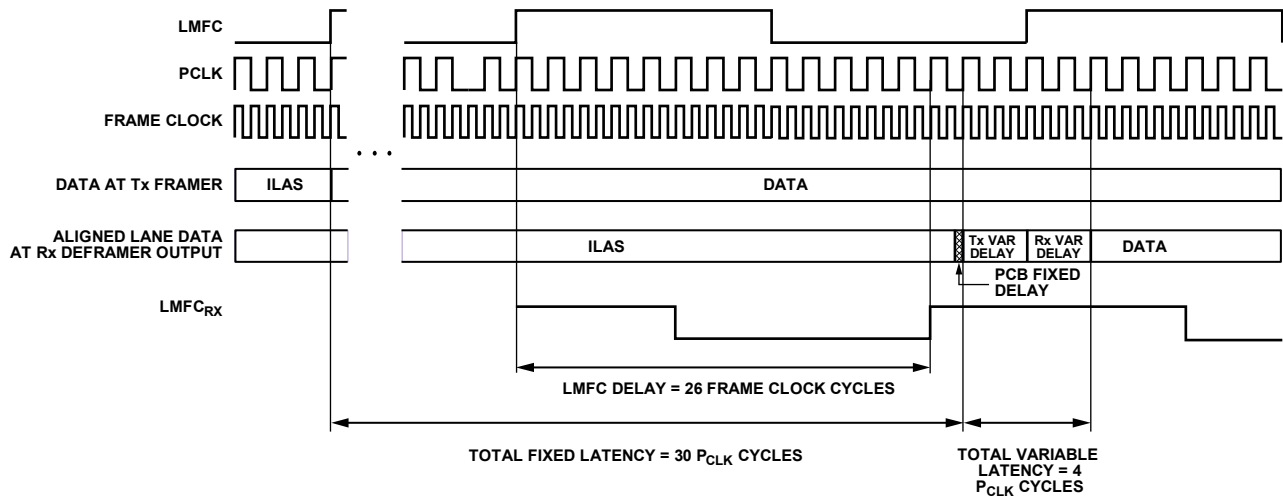 LMFC
PCLK
FRAME CLOCK
. . .
DATA AT Tx FRAMER
ILAS
DATA
ALIGNED LANE DATA
AT Rx DEFRAMER OUTPUT
ILAS
Tx VAR
DELAY
Rx VAR
DELAY
DATA
PCB FIXED
DELAY
LMFCRX
LMFC DELAY = 26 FRAME CLOCK CYCLES
TOTAL FIXED LATENCY = 30 PCLK CYCLES
TOTAL VARIABLE
LATENCY = 4
PCLK CYCLES